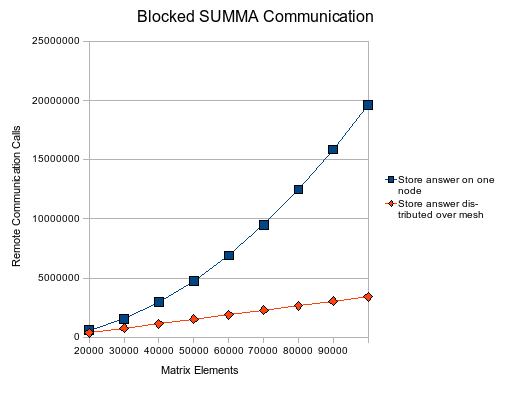 Blocked SUMMA Communication
25000000
20000000
15000000
10000000
5000000
0
Remote Communication Calls
20000 30000 40000 50000 60000 70000 80000 90000
Matrix Elements
Store answer on one
node
Store answer dis-
tributed over mesh